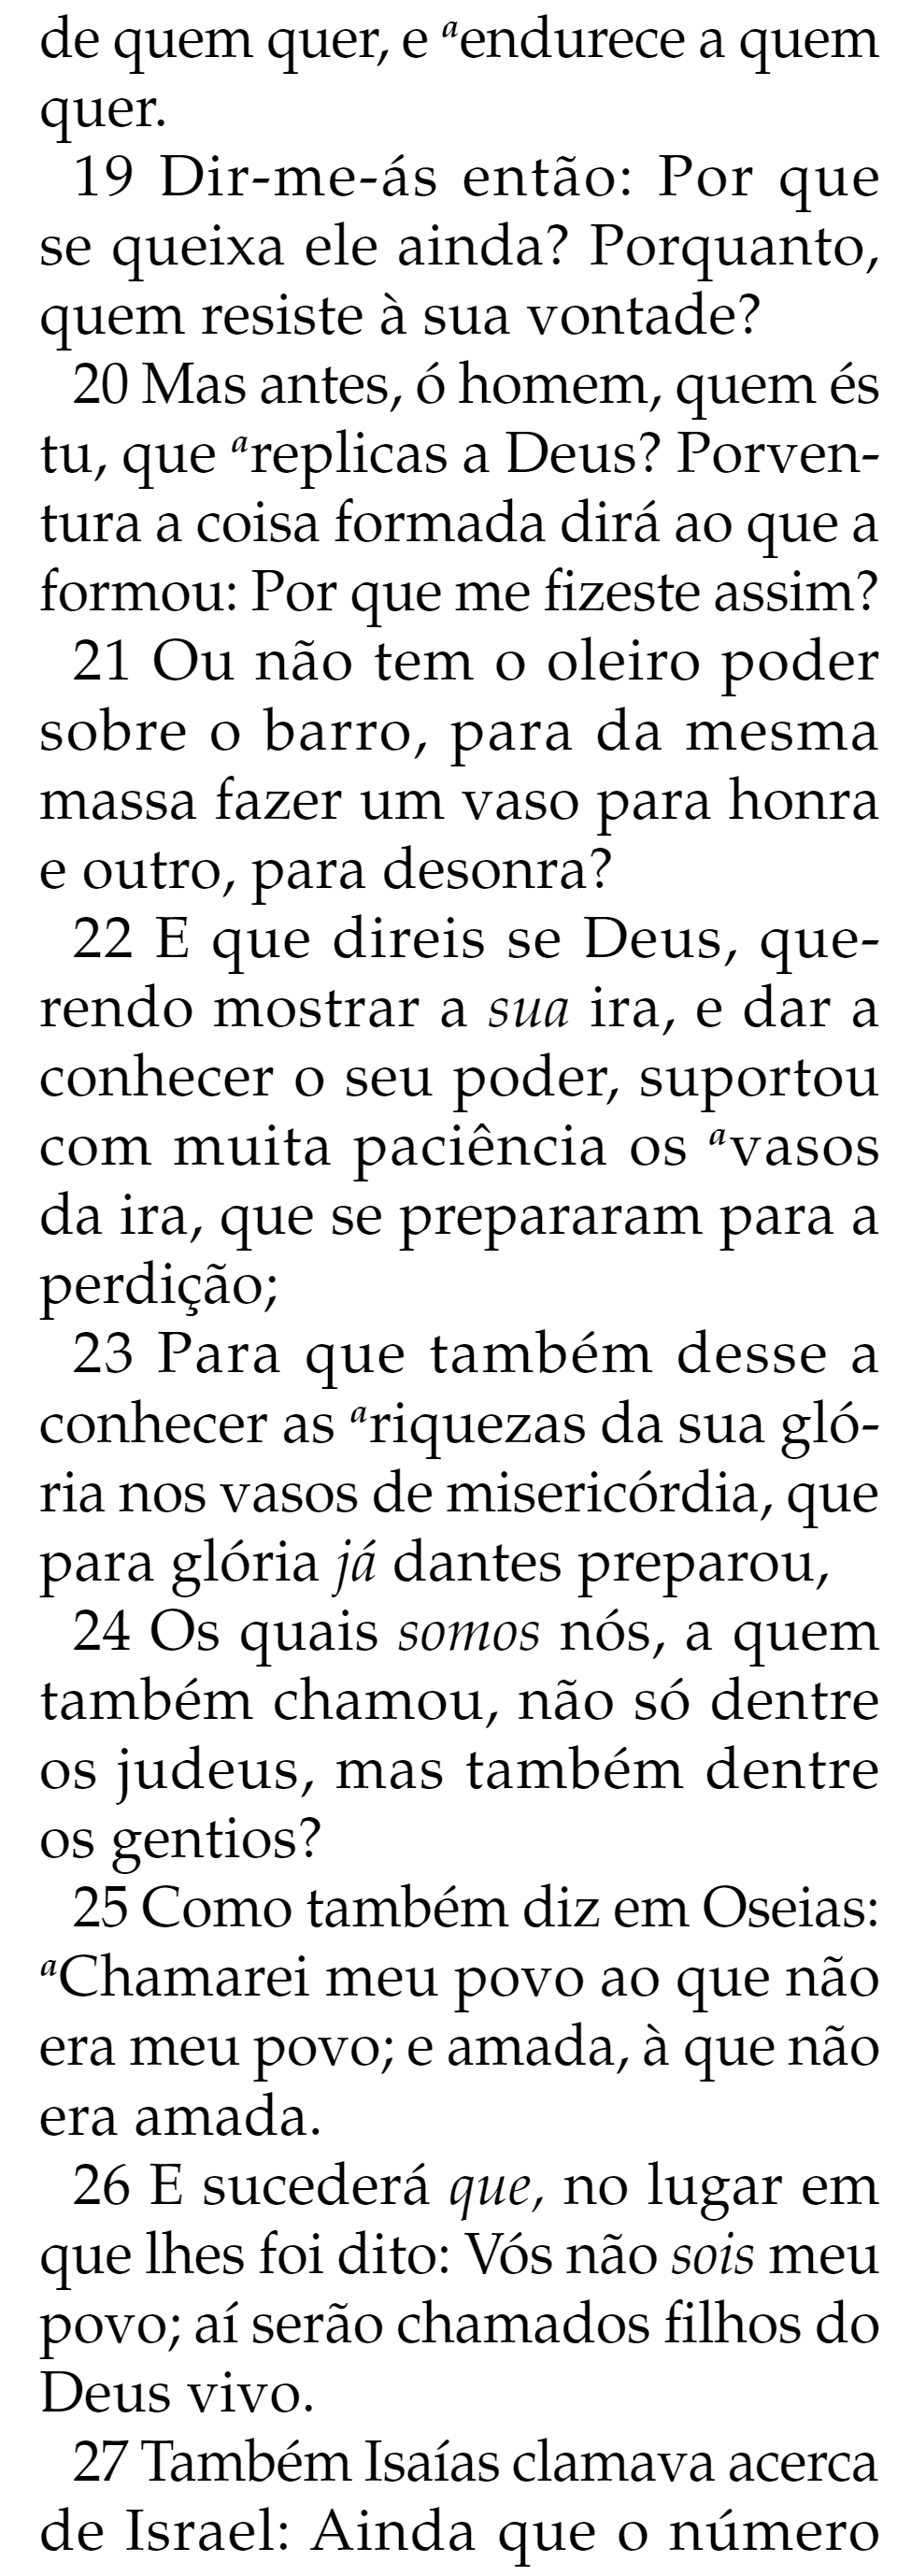 de quem quer, e ᵃendurece a quem
quer.
19 Dir-me-ás então: Por que
se queixa ele ainda? Porquanto,
quem resiste à sua vontade?
20 Mas antes, ó homem, quem és
tu, que ᵃreplicas a Deus? Porven-
tura a coisa formada dirá ao que a
formou: Por que me fizeste assim?
21 Ou não tem o oleiro poder
sobre o barro, para da mesma
massa fazer um vaso para honra
e outro, para desonra?
22 E que direis se Deus, que-
rendo mostrar a sua ira, e dar a
conhecer o seu poder, suportou
com muita paciência os ᵃvasos
da ira, que se prepararam para a
perdição;
23 Para que também desse a
conhecer as ᵃriquezas da sua gló-
ria nos vasos de misericórdia, que
para glória já dantes preparou,
24 Os quais somos nós, a quem
também chamou, não só dentre
os judeus, mas também dentre
os gentios?
25 Como também diz em Oseias:
ᵃChamarei meu povo ao que não
era meu povo; e amada, à que não
era amada.
26 E sucederá que, no lugar em
que lhes foi dito: Vós não sois meu
povo; aí serão chamados filhos do
Deus vivo.
27 Também Isaías clamava acerca
de Israel: Ainda que o número